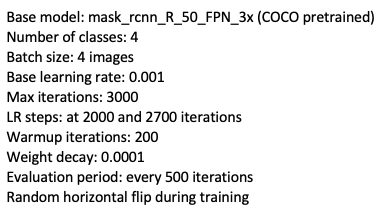 Base model: mask_rcnn_R_50_FPN_3x (COCO pretrained)
Number of classes: 4
Batch size: 4 images
Base learning rate: 0.001
Max iterations: 3000
LR steps: at 2000 and 2700 iterations
Warmup iterations: 200
Weight decay: 0.0001
Evaluation period: every 500 iterations
Random horizontal flip during training